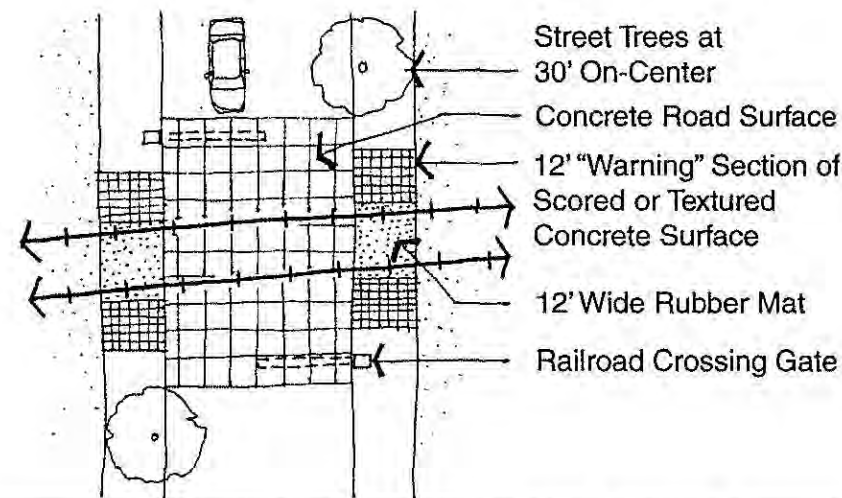 Street Trees at
30' On-Center
Concrete Road Surface
12' "Warning" Section of
Scored or Textured
Concrete Surface
12' Wide Rubber Mat
Railroad Crossing Gate